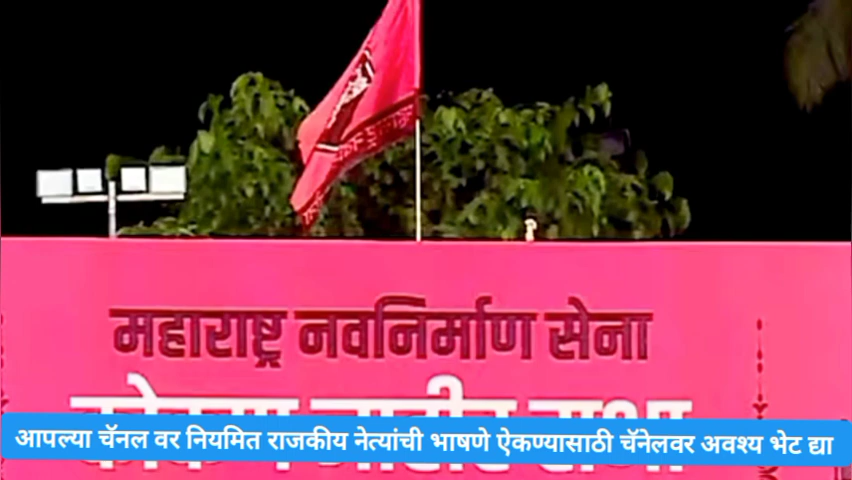 महाराष्ट्र नवनिर्माण सेना
आपल्या चॅनल वर नियमित राजकीय नेत्यांची भाषणे ऐकण्यासाठी चॅनेलवर अवश्य भेट द्या